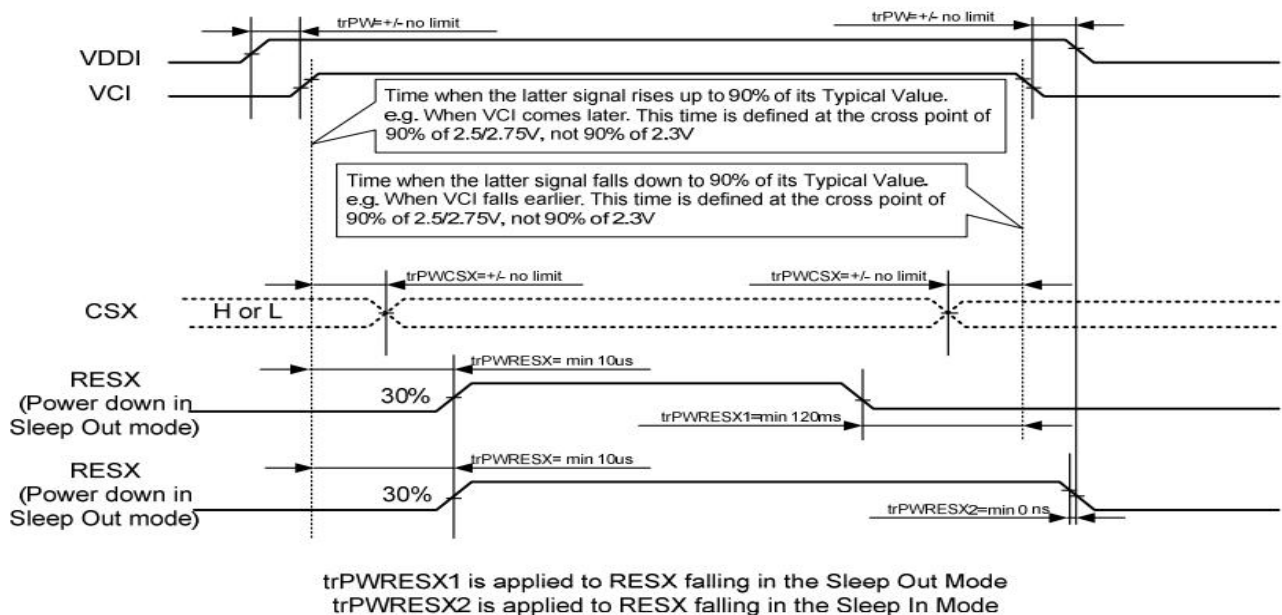 trPW=+/- no limit
trPW=+/- no limit
VDDI
VCI
Time when the latter signal rises up to 90% of its Typical Value.
e.g. When VCI comes later. This time is defined at the cross point of
90% of 2.5/2.75V, not 90% of 2.3V
Time when the latter signal falls down to 90% of its Typical Value.
e.g. When VCI falls earlier. This time is defined at the cross point of
90% of 2.5/2.75V, not 90% of 2.3V
trPWCSX=+/- no limit
trPWCSX=+/- no limit
CSX
H or L
trPWRESX= min 10us
RESX
(Power down in
Sleep Out mode)
30%
trPWRESX1=min 120ms
trPWRESX= min 10us
RESX
(Power down in
Sleep Out mode)
30%
trPWRESX2=min 0 ns
trPWRESX1 is applied to RESX falling in the Sleep Out Mode
trPWRESX2 is applied to RESX falling in the Sleep In Mode